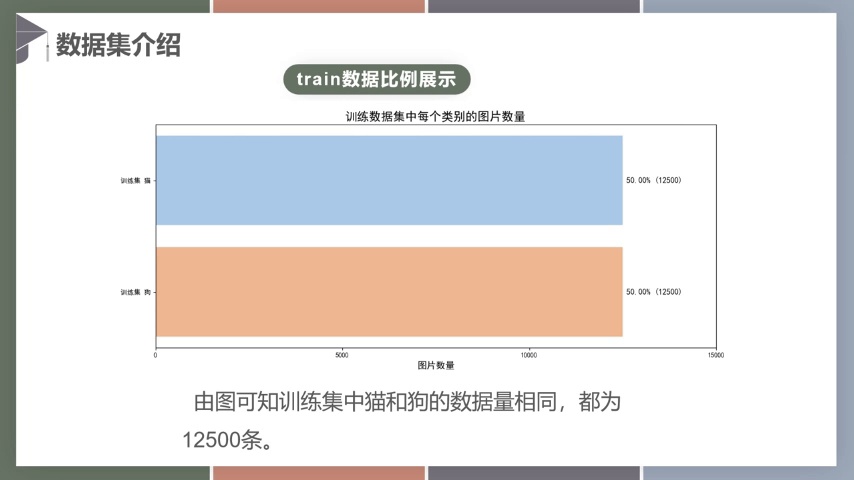 数据集介绍
train数据比例展示
训练数据集中每个类别的图片数量
训练集 猫
50.00% (12500)
训练集 狗
50.00% (12500)
0 5000 10000 15000
图片数量
由图可知训练集中猫和狗的数据量相同，都为
12500条。